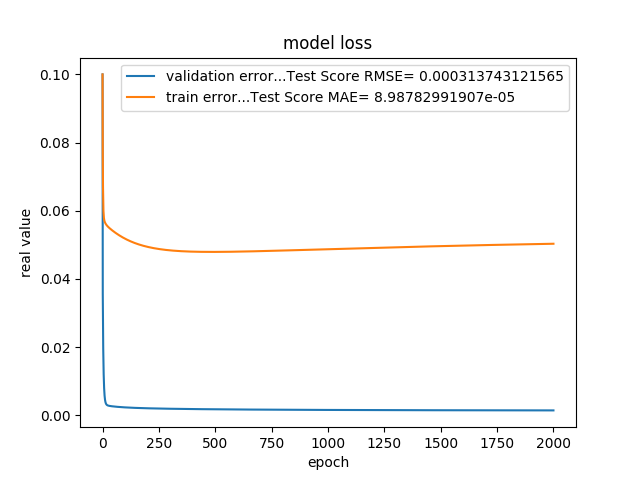 model loss
validation error...Test Score RMSE= 0.000313743121565
train error...Test Score MAE= 8.98782991907e-05
0.10
0.08
0.06
0.04
0.02
0.00
real value
0 250 500 750 1000 1250 1500 1750 2000
epoch